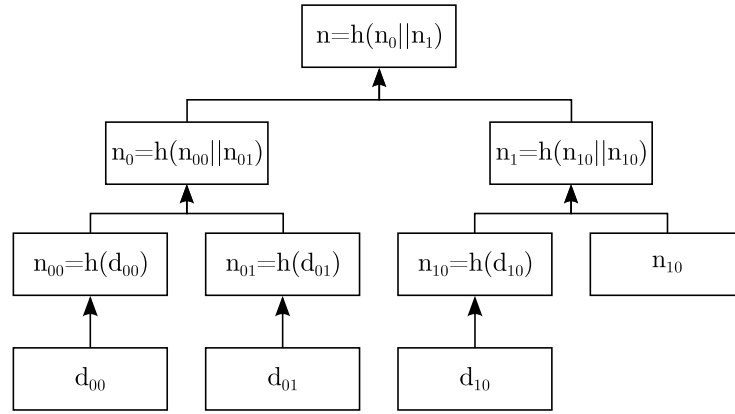 n=h(n₀||n₁)
n₀=h(n₀₀||n₀₁)
n₁=h(n₁₀||n₁₀)
n₀₀=h(d₀₀)
n₀₁=h(d₀₁)
n₁₀=h(d₁₀)
n₁₀
d₀₀
d₀₁
d₁₀